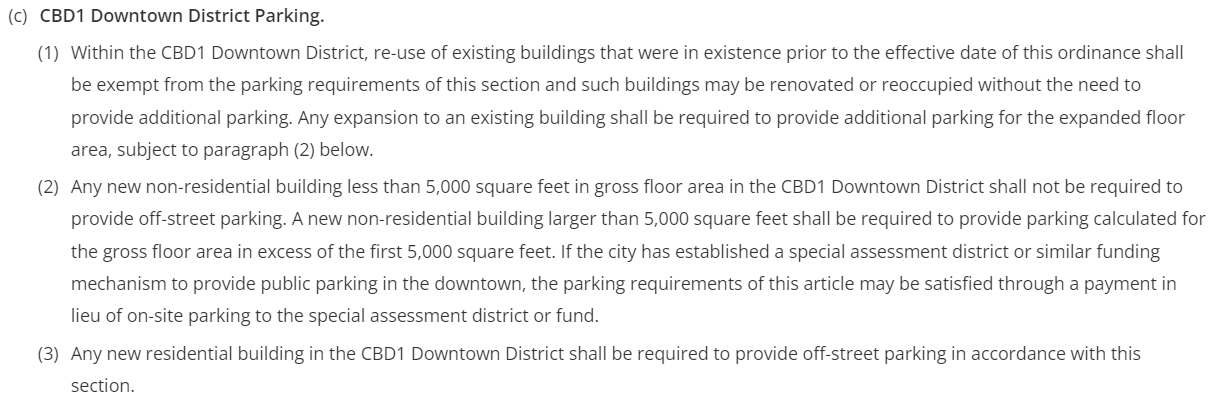 (c) CBD1 Downtown District Parking.
(1) Within the CBD1 Downtown District, re-use of existing buildings that were in existence prior to the effective date of this ordinance shall
be exempt from the parking requirements of this section and such buildings may be renovated or reoccupied without the need to
provide additional parking. Any expansion to an existing building shall be required to provide additional parking for the expanded floor
area, subject to paragraph (2) below.
(2) Any new non-residential building less than 5,000 square feet in gross floor area in the CBD1 Downtown District shall not be required to
provide off-street parking. A new non-residential building larger than 5,000 square feet shall be required to provide parking calculated for
the gross floor area in excess of the first 5,000 square feet. If the city has established a special assessment district or similar funding
mechanism to provide public parking in the downtown, the parking requirements of this article may be satisfied through a payment in
lieu of on-site parking to the special assessment district or fund.
(3) Any new residential building in the CBD1 Downtown District shall be required to provide off-street parking in accordance with this
section.